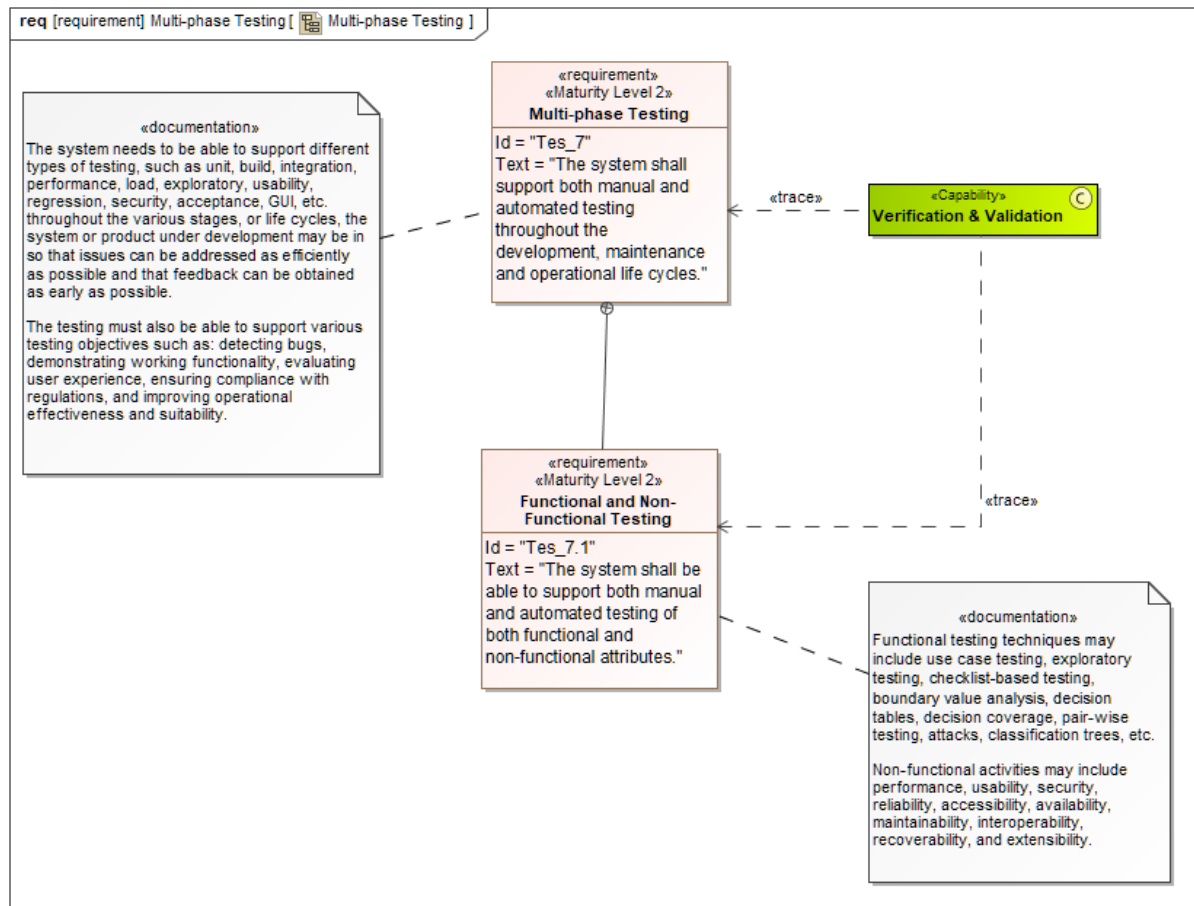 req [requirement] Multi-phase Testing [ Multi-phase Testing ]
«documentation»
The system needs to be able to support different
types of testing, such as unit, build, integration,
performance, load, exploratory, usability,
regression, security, acceptance, GUI, etc.
throughout the various stages, or life cycles, the
system or product under development may be in
so that issues can be addressed as efficiently
as possible and that feedback can be obtained
as early as possible.
The testing must also be able to support various
testing objectives such as: detecting bugs,
demonstrating working functionality, evaluating
user experience, ensuring compliance with
regulations, and improving operational
effectiveness and suitability.
«requirement»
«Maturity Level 2»
Multi-phase Testing
Id = "Tes_7"
Text = "The system shall
support both manual and
automated testing
throughout the
development, maintenance
and operational life cycles."
«trace»
«Capability»
C
Verification & Validation
«requirement»
«Maturity Level 2»
Functional and Non-
Functional Testing
Id = "Tes_7.1"
Text = "The system shall be
able to support both manual
and automated testing of
both functional and
non-functional attributes."
«trace»
«documentation»
Functional testing techniques may
include use case testing, exploratory
testing, checklist-based testing,
boundary value analysis, decision
tables, decision coverage, pair-wise
testing, attacks, classification trees, etc.
Non-functional activities may include
performance, usability, security,
reliability, accessibility, availability,
maintainability, interoperability,
recoverability, and extensibility.